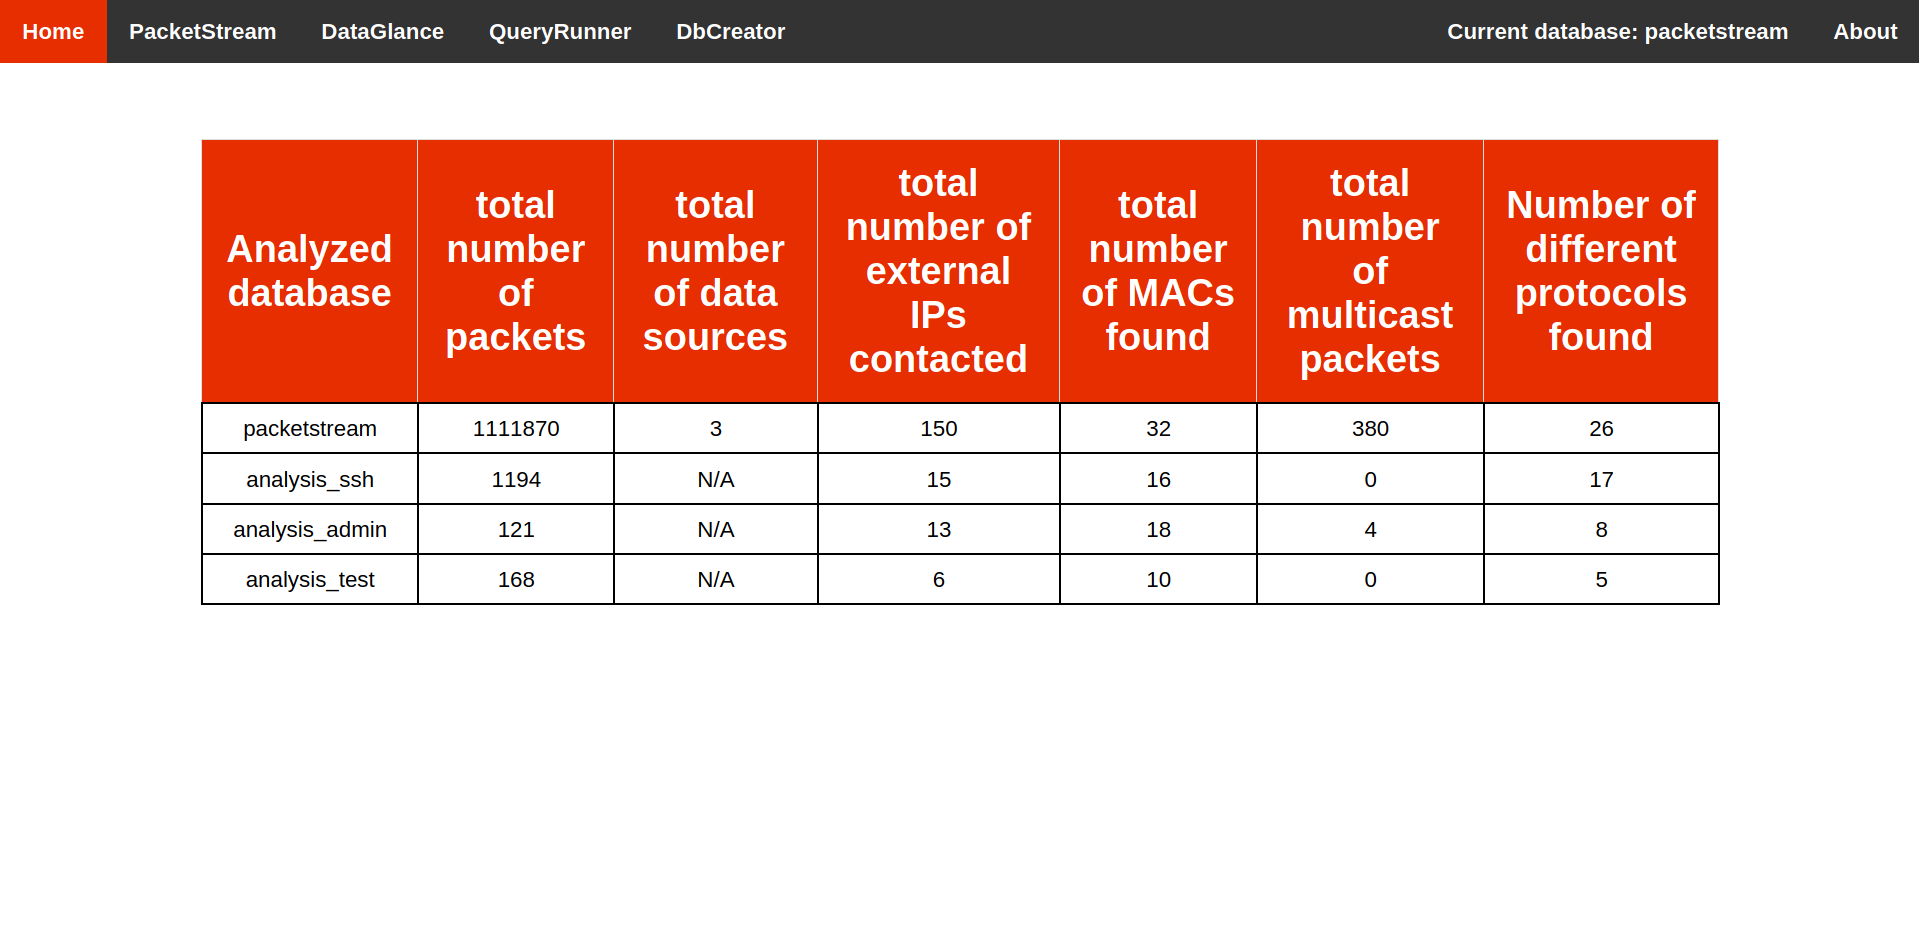 Home PacketStream DataGlance QueryRunner DbCreator Current database: packetstream About
Analyzed database
total number of packets
total number of data sources
total number of external IPs contacted
total number of MACs found
total number of multicast packets
Number of different protocols found
packetstream 1111870 3 150 32 380 26
analysis_ssh 1194 N/A 15 16 0 17
analysis_admin 121 N/A 13 18 4 8
analysis_test 168 N/A 6 10 0 5